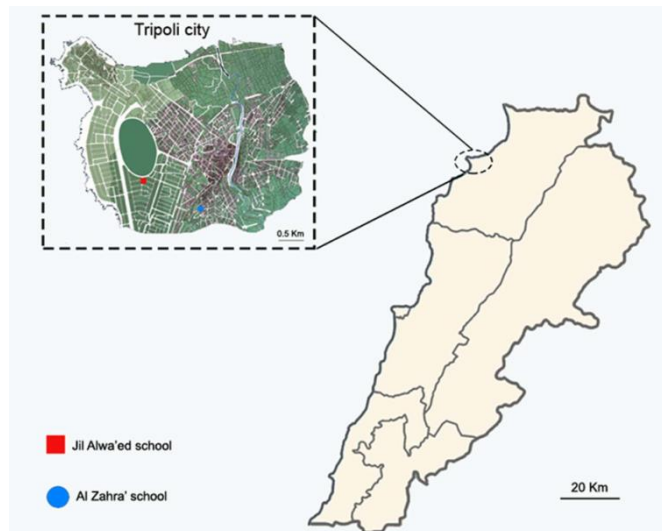 Tripoli city
0.5 Km
Jil Alwa'ed school
Al Zahra' school
20 Km